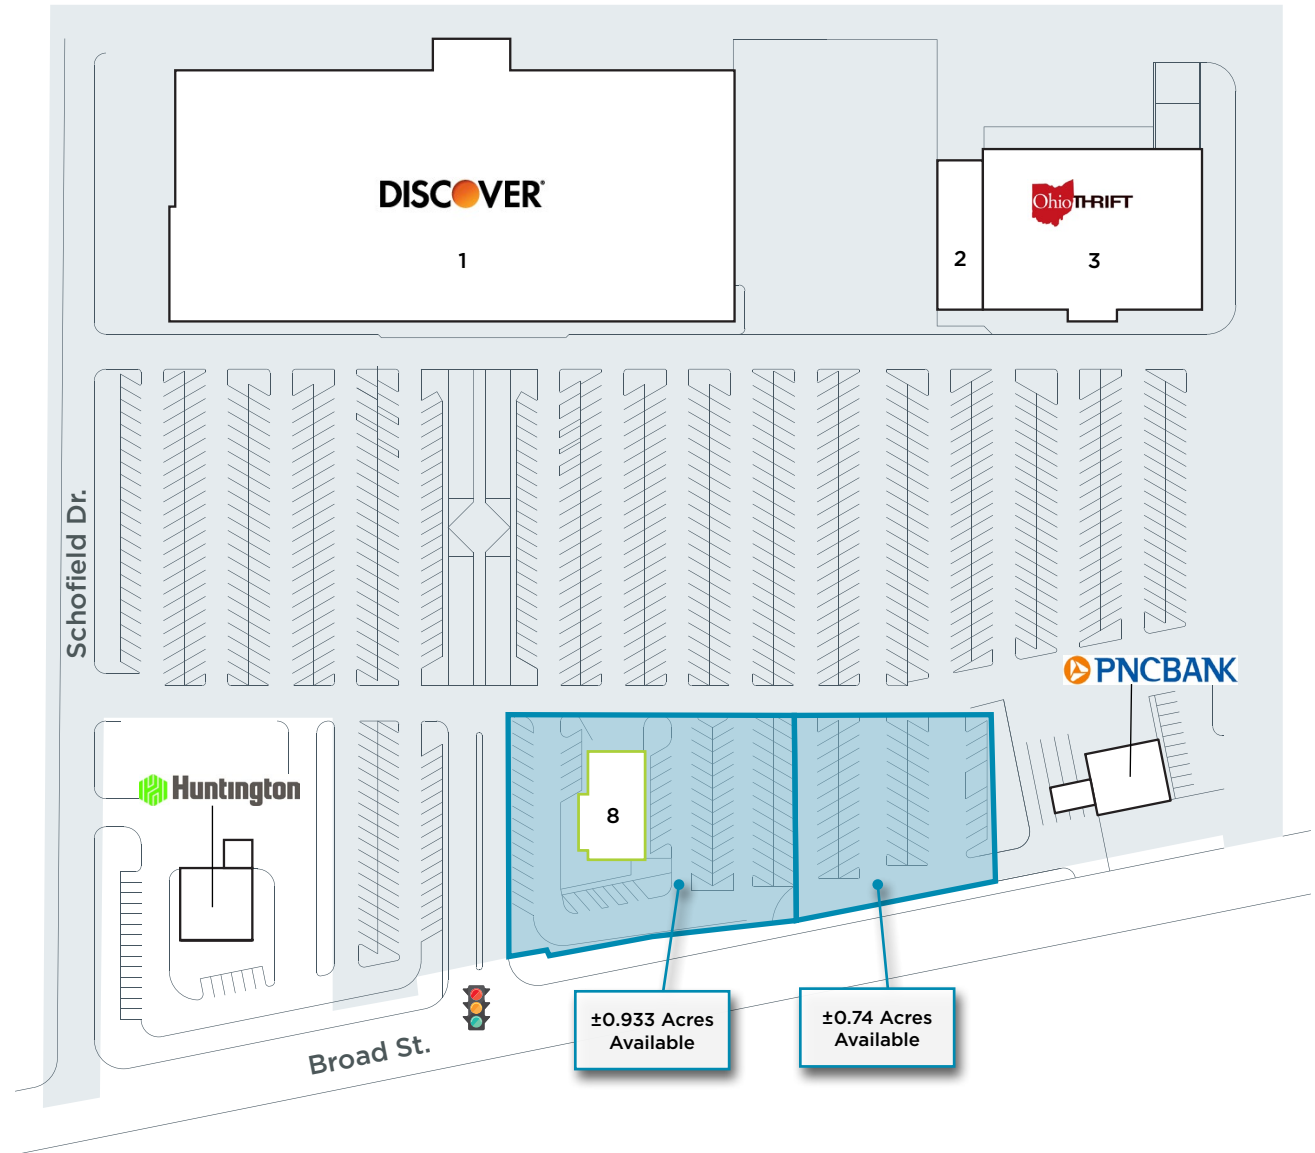 DISCOVER®
1
OhioTHRIFT
2
3
Schofield Dr.
PNCBANK
Huntington
8
±0.933 Acres
Available
±0.74 Acres
Available
Broad St.